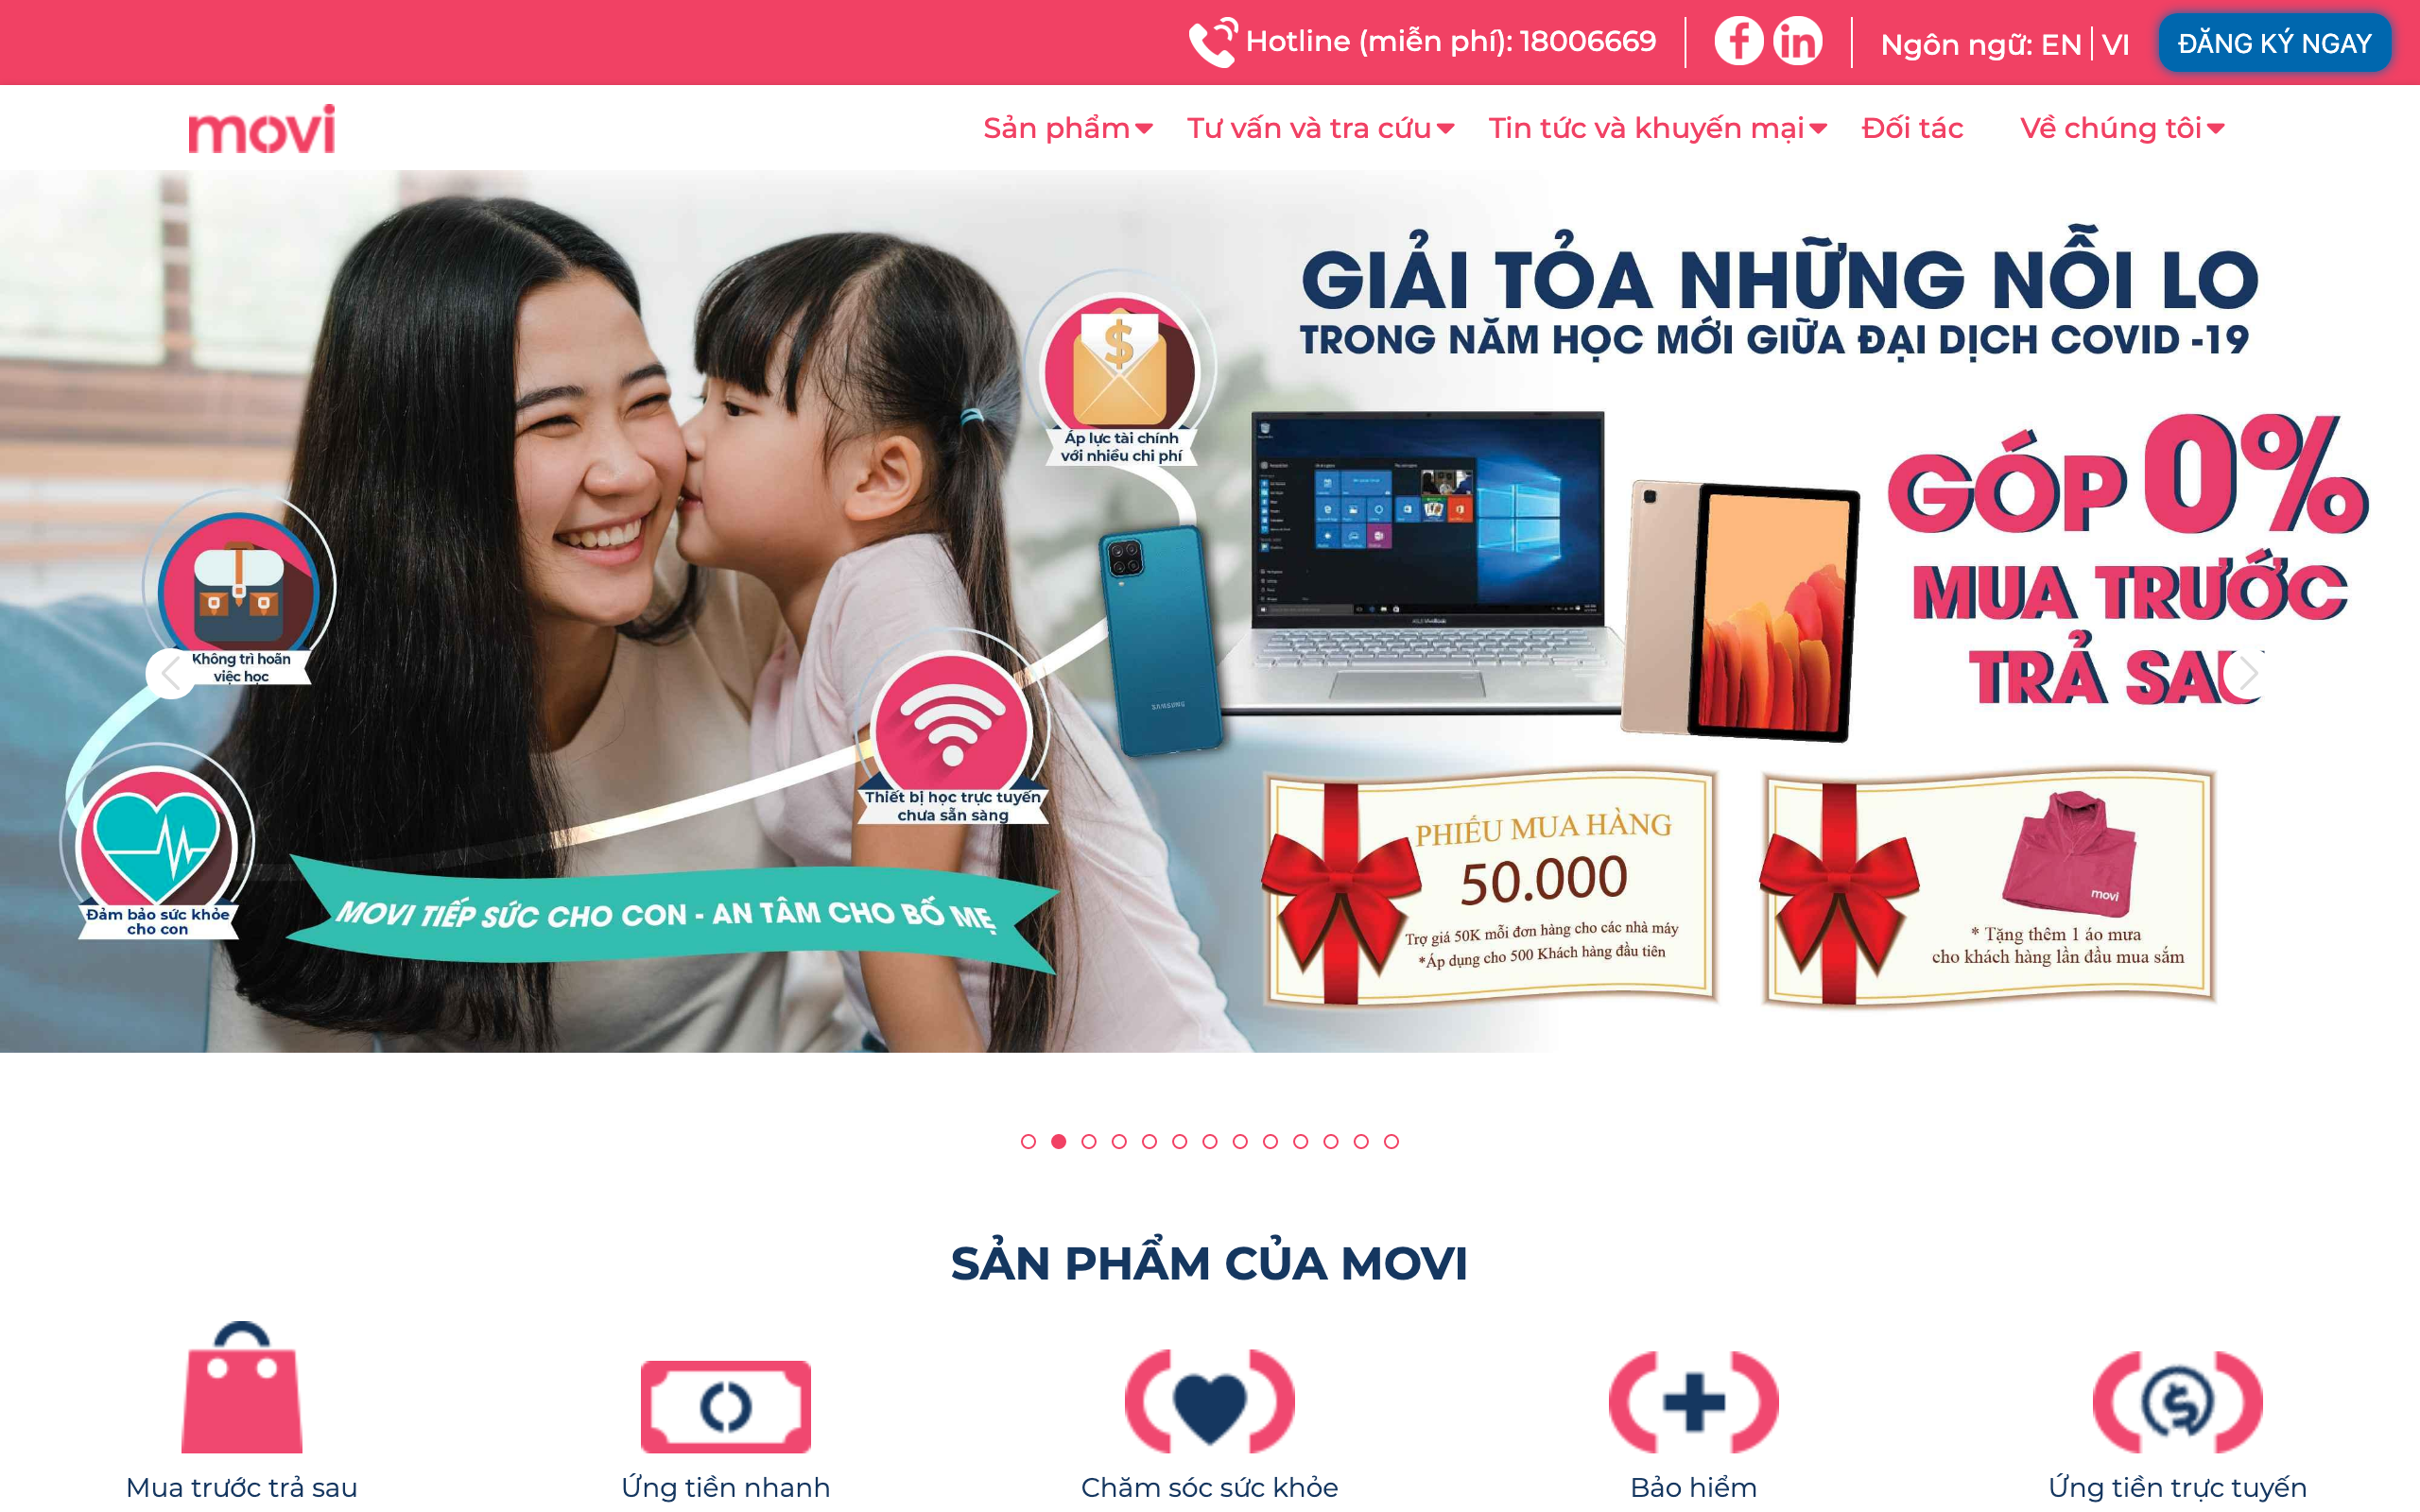 Hotline (miễn phí): 18006669
Ngôn ngữ: EN VI
ĐĂNG KÝ NGAY
movi
Sản phẩm
Tư vấn và tra cứu
Tin tức và khuyến mại
Đối tác
Về chúng tôi
GIẢI TỎA NHỮNG NỖI LO
TRONG NĂM HỌC MỚI GIỮA ĐẠI DỊCH COVID -19
Áp lực tài chính
với nhiều chi phí
GÓP 0%
MUA TRƯỚC
TRẢ SAU
Không trì hoãn
việc học
SAMSUNG
Thiết bị học trực tuyến
chưa sẵn sàng
Đảm bảo sức khỏe
cho con
MOVI TIẾP SỨC CHO CON - AN TÂM CHO BỐ MẸ
PHIẾU MUA HÀNG
50.000
Trợ giá 50K mỗi đơn hàng cho các nhà máy
*Áp dụng cho 500 Khách hàng đầu tiên
movi
* Tặng thêm 1 áo mưa
cho khách hàng lần đầu mua sắm
SẢN PHẨM CỦA MOVI
Mua trước trả sau
Ứng tiền nhanh
Chăm sóc sức khỏe
Bảo hiểm
Ứng tiền trực tuyến